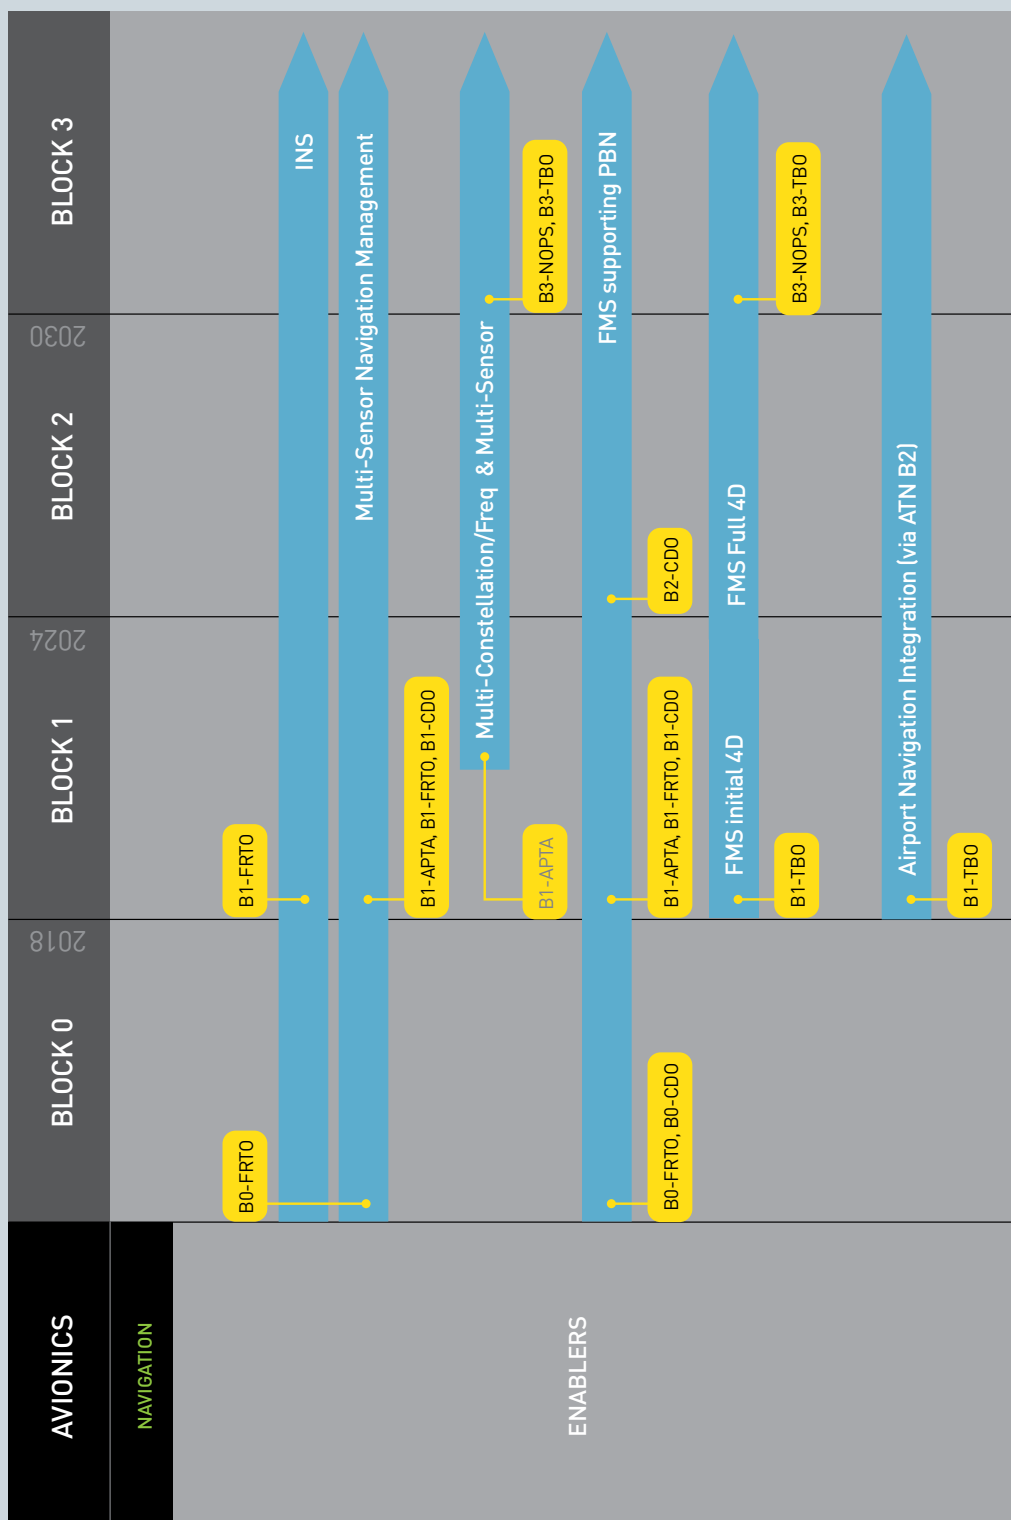 AVIONICS
BLOCK 0
2018
BLOCK 1
2024
BLOCK 2
2030
BLOCK 3
NAVIGATION
ENABLERS
B0-FRTO
B1-FRTO
INS
Multi-Sensor Navigation Management
B1-APTA, B1-FRTO, B1-CDO
Multi-Constellation/Freq & Multi-Sensor
B1-APTA
B3-NOPS, B3-TBO
FMS supporting PBN
B0-FRTO, B0-CDO
B1-APTA, B1-FRTO, B1-CDO
B2-CDO
FMS initial 4D
FMS Full 4D
B1-TBO
B3-NOPS, B3-TBO
Airport Navigation Integration (via ATN B2)
B1-TBO